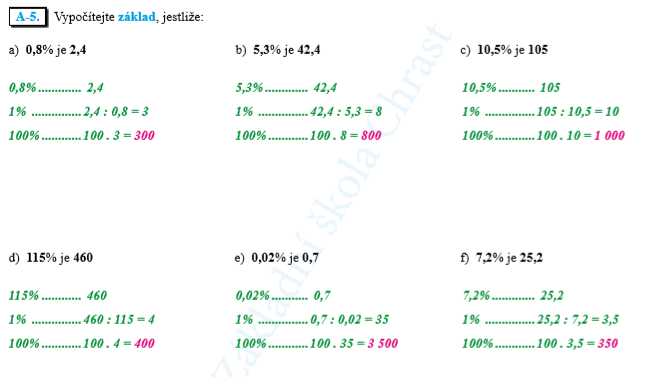 A-5. Vypočítejte základ, jestliže:
a) 0,8% je 2,4
0,8% ............. 2,4
1% ............... 2,4 : 0,8 = 3
100% ............ 100 . 3 = 300
b) 5,3% je 42,4
5,3% ............. 42,4
1% ............... 42,4 : 5,3 = 8
100% ............ 100 . 8 = 800
c) 10,5% je 105
10,5% ........... 105
1% ............... 105 : 10,5 = 10
100% ............ 100 . 10 = 1 000
d) 115% je 460
115% ............ 460
1% ............... 460 : 115 = 4
100% ............ 100 . 4 = 400
e) 0,02% je 0,7
0,02% ........... 0,7
1% ............... 0,7 : 0,02 = 35
100% ............ 100 . 35 = 3 500
f) 7,2% je 25,2
7,2% ............. 25,2
1% ............... 25,2 : 7,2 = 3,5
100% ............ 100 . 3,5 = 350
Základní škola Chrast